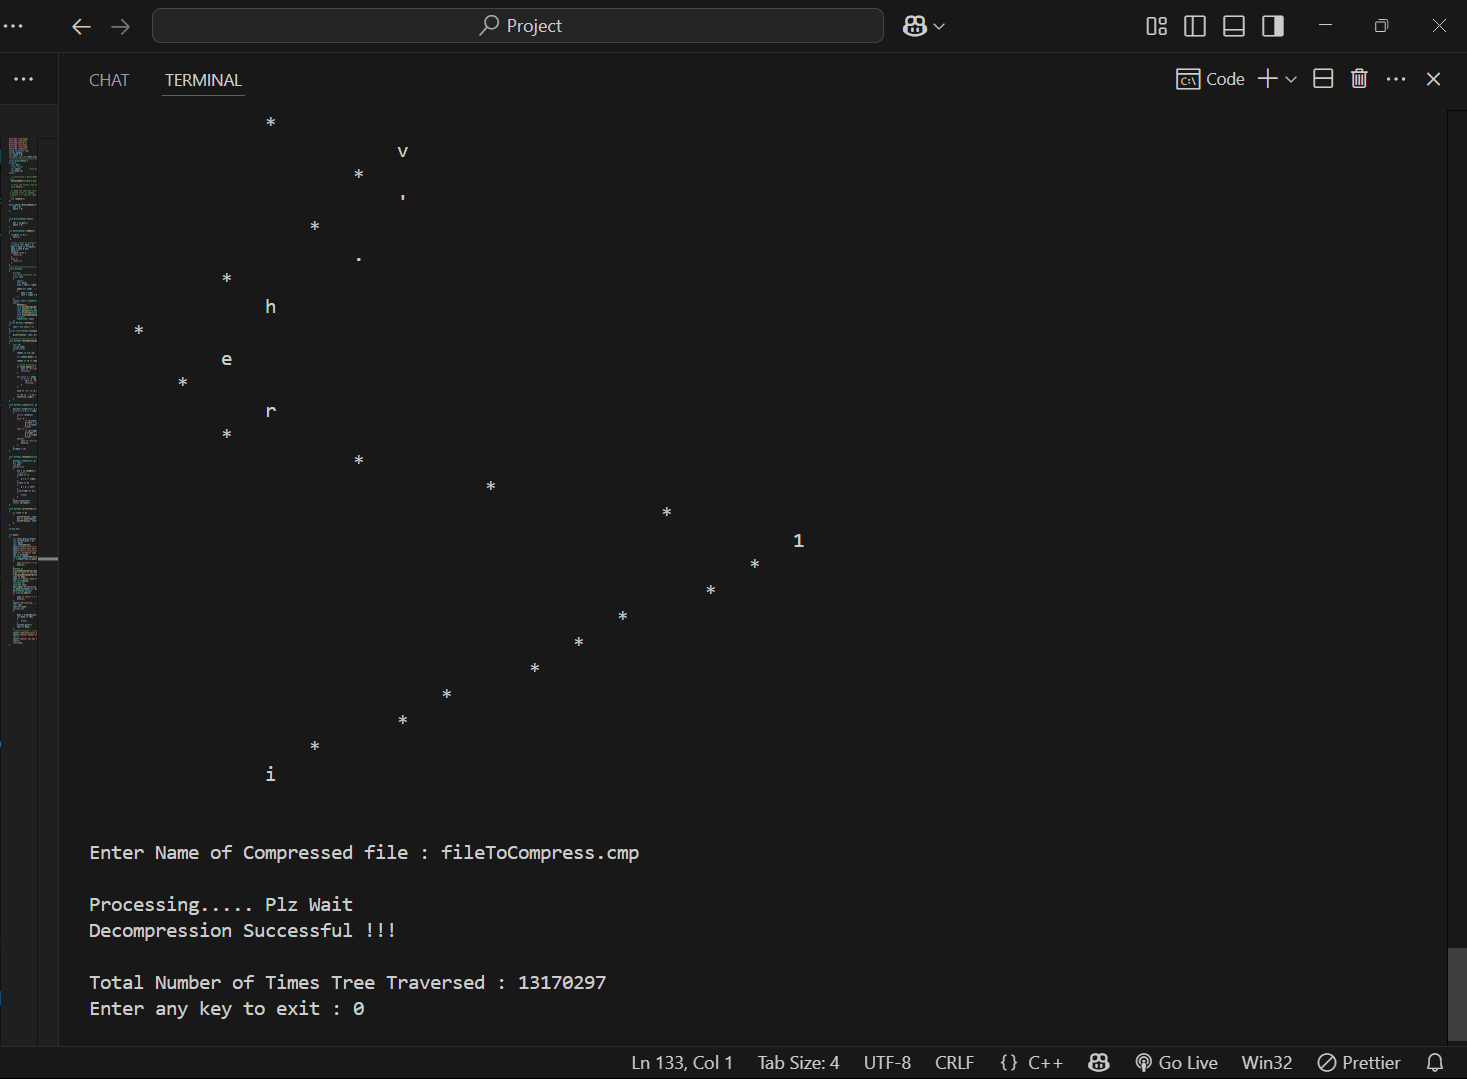 Project
CHAT TERMINAL
Code
*
v
*
'
*
.
*
h
*
e
*
r
*
*
*
*
1
*
*
*
*
*
*
*
*
i
Enter Name of Compressed file : fileToCompress.cmp
Processing..... Plz Wait
Decompression Successful !!!
Total Number of Times Tree Traversed : 13170297
Enter any key to exit : 0
Ln 133, Col 1 Tab Size: 4 UTF-8 CRLF {} C++ Go Live Win32 Prettier